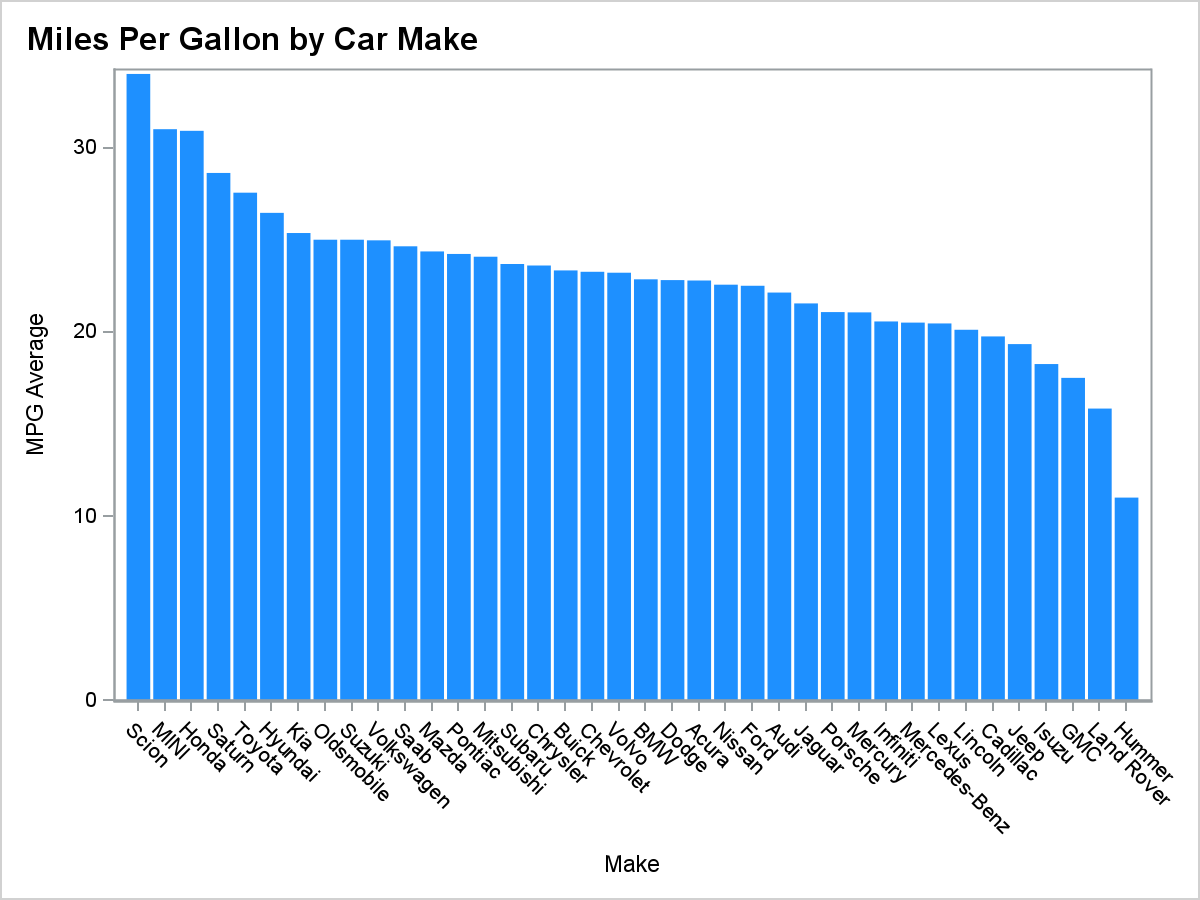 Miles Per Gallon by Car Make
MPG Average
30
20
10
0
Scion
MINI
Honda
Saturn
Toyota
Hyundai
Kia
Oldsmobile
Suzuki
Volkswagen
Saab
Mazda
Pontiac
Mitsubishi
Subaru
Chrysler
Buick
Chevrolet
Volvo
BMW
Dodge
Acura
Nissan
Ford
Audi
Jaguar
Porsche
Mercury
Infiniti
Mercedes-Benz
Lexus
Lincoln
Cadillac
Jeep
Isuzu
GMC
Land Rover
Hummer
Make